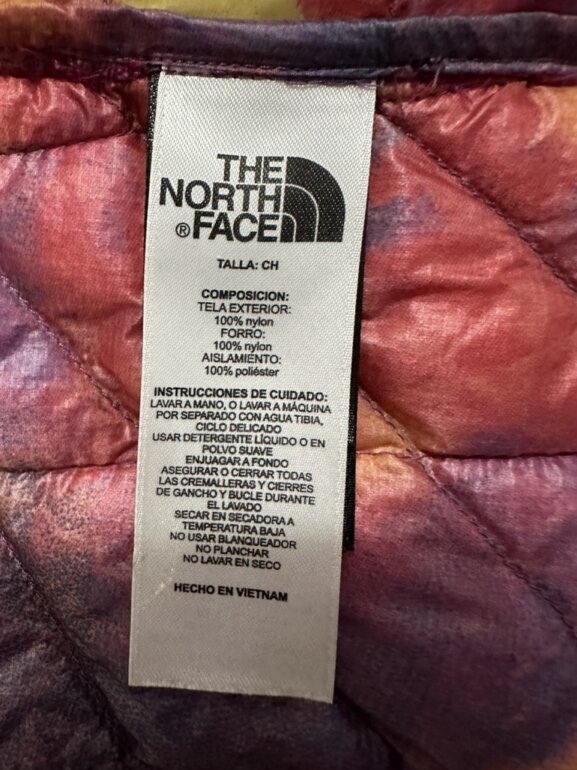 THE
NORTH
®FACE
TALLA: CH
COMPOSICION:
TELA EXTERIOR:
100% nylon
FORRO:
100% nylon
AISLAMIENTO:
100% poliéster
INSTRUCCIONES DE CUIDADO:
LAVAR A MANO, O LAVAR A MÁQUINA
POR SEPARADO CON AGUA TIBIA,
CICLO DELICADO
USAR DETERGENTE LÍQUIDO O EN
POLVO SUAVE
ENJUAGAR A FONDO
ASEGURAR O CERRAR TODAS
LAS CREMALLERAS Y CIERRES
DE GANCHO Y BUCLE DURANTE
EL LAVADO
SECAR EN SECADORA A
TEMPERATURA BAJA
NO USAR BLANQUEADOR
NO PLANCHAR
NO LAVAR EN SECO
HECHO EN VIETNAM